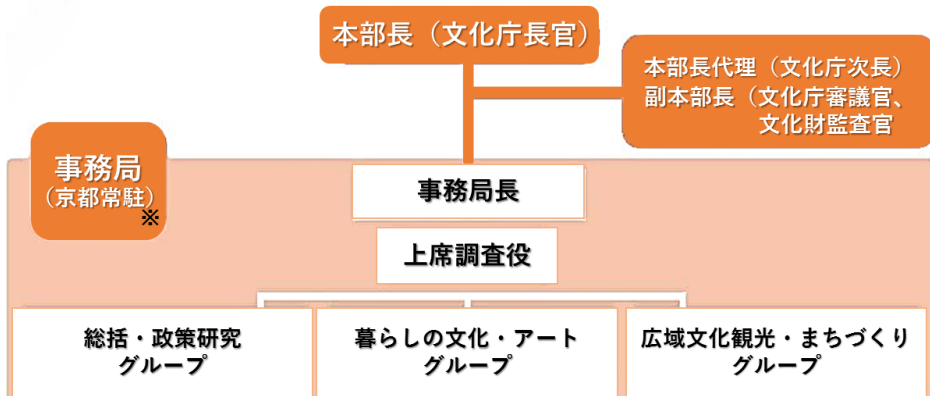 本部長（文化庁長官）
本部長代理（文化庁次長）
副本部長（文化庁審議官、
文化財監査官
事務局
（京都常駐）
※
事務局長
上席調査役
総括・政策研究
グループ
暮らしの文化・アート
グループ
広域文化観光・まちづくり
グループ